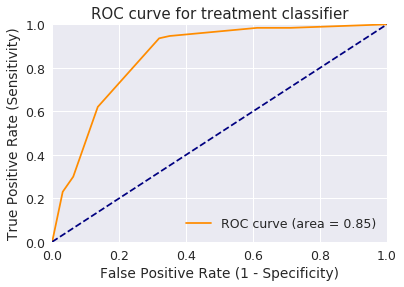 ROC curve for treatment classifier
True Positive Rate (Sensitivity)
1.0
0.8
0.6
0.4
0.2
0.0
ROC curve (area = 0.85)
0.0 0.2 0.4 0.6 0.8 1.0
False Positive Rate (1 - Specificity)